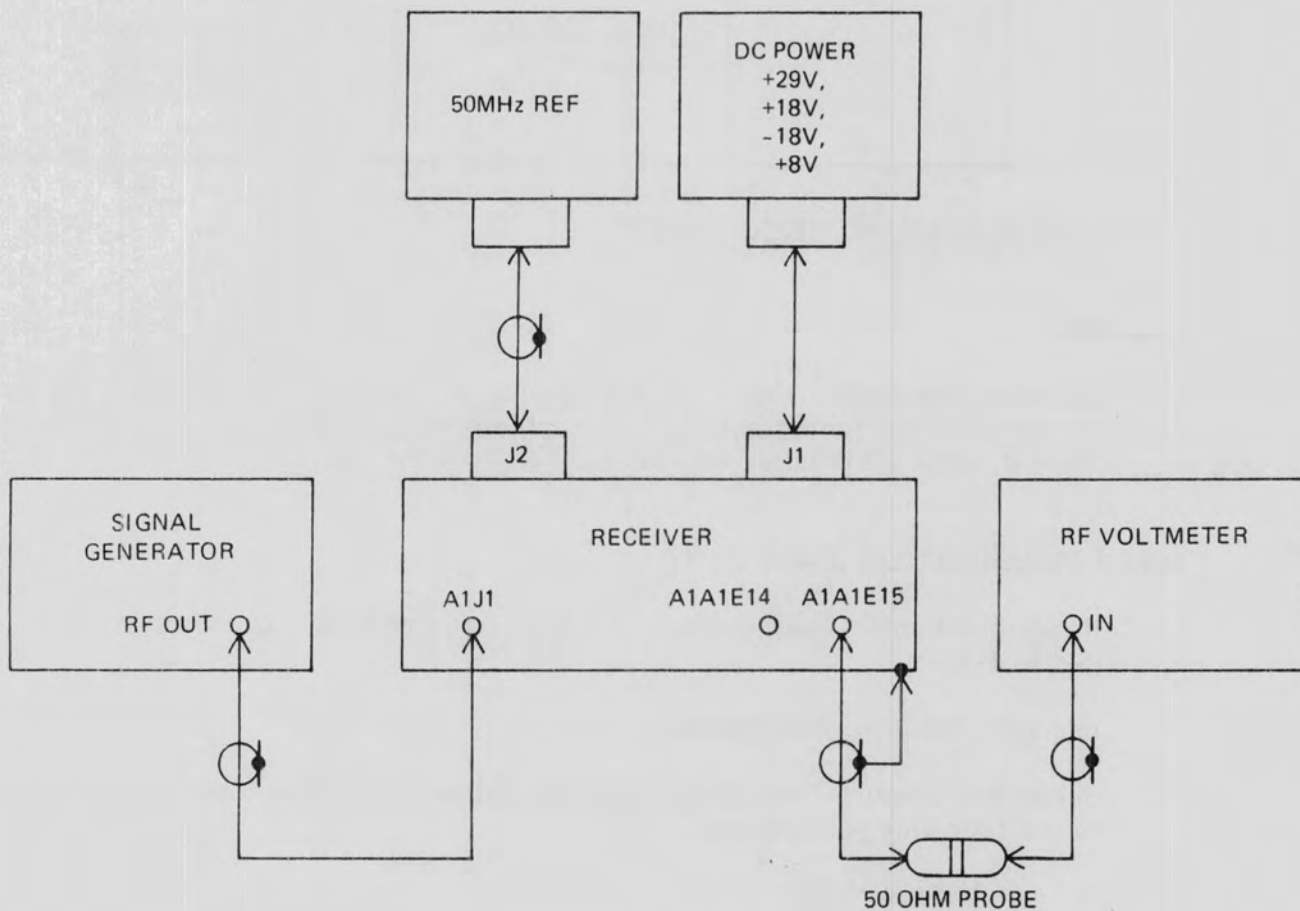 50MHz REF
DC POWER
+29V,
+18V,
-18V,
+8V
J2
J1
SIGNAL
GENERATOR
RF OUT
RECEIVER
A1J1
A1A1E14
A1A1E15
RF VOLTMETER
IN
50 OHM PROBE